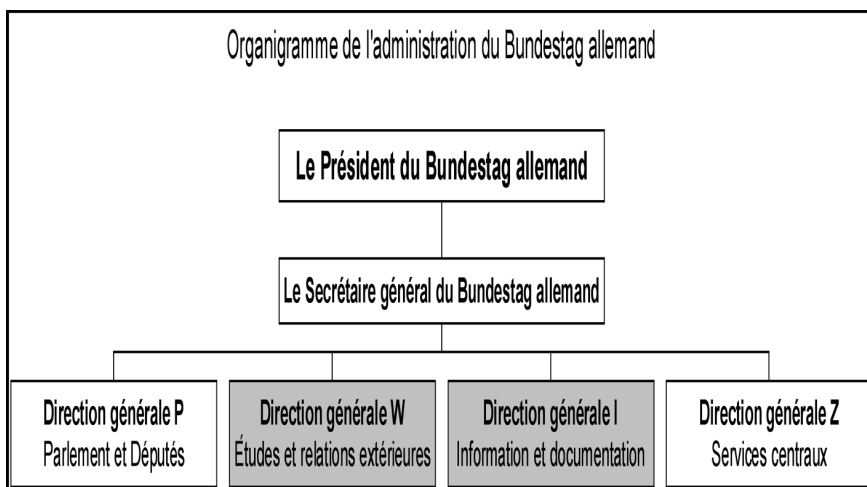 Organigramme de l'administration du Bundestag allemand
Le Président du Bundestag allemand
Le Secrétaire général du Bundestag allemand
Direction générale P
Parlement et Députés
Direction générale W
Études et relations extérieures
Direction générale I
Information et documentation
Direction générale Z
Services centraux